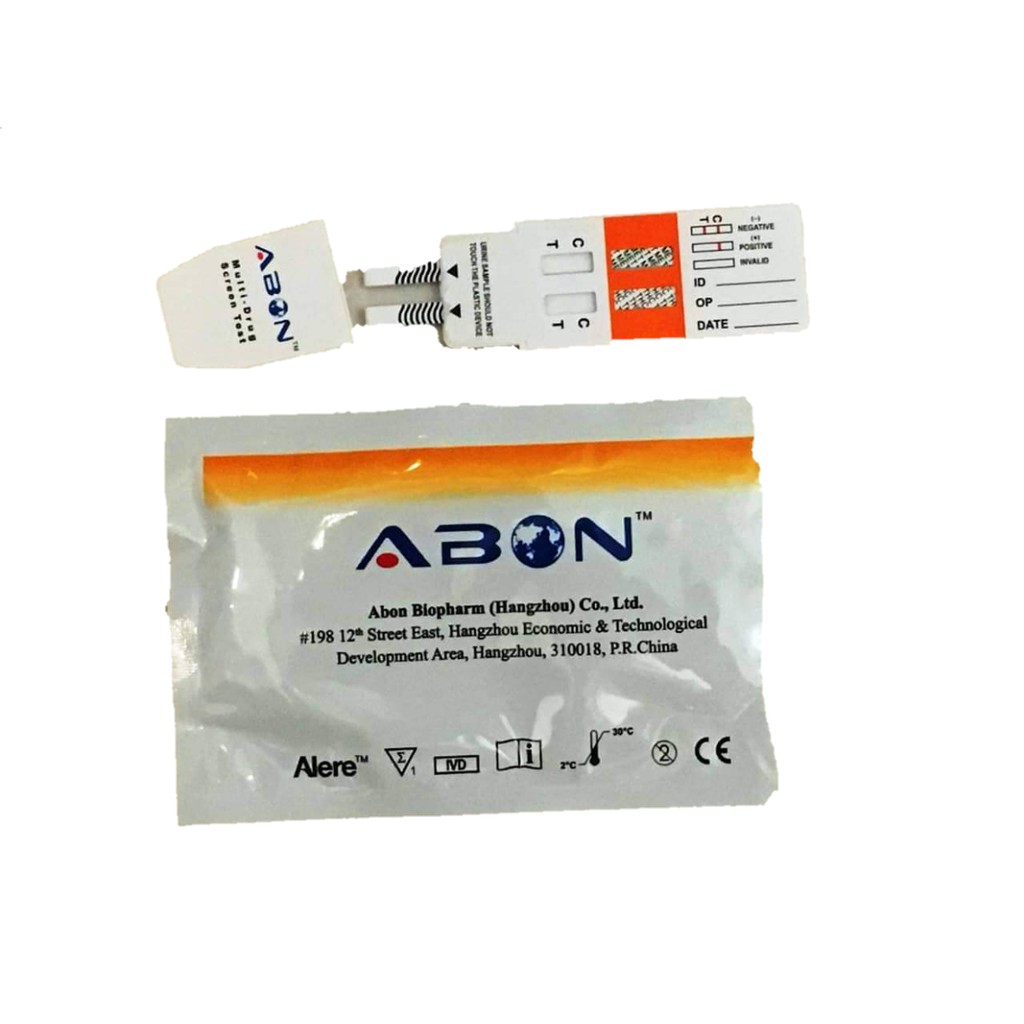 ABON™
Multi-Drug
Screen Test
URINE SAMPLE SHOULD NOT
TOUCH THE PLASTIC DEVICE
C
T
C
T
C
T
(-)
NEGATIVE
(+)
POSITIVE
INVALID
ID
OP
DATE
ABON™
Abon Biopharm (Hangzhou) Co., Ltd.
#198 12th Street East, Hangzhou Economic & Technological
Development Area, Hangzhou, 310018, P.R.China
Alere™
Σ
1
IVD
i
2°C
30°C
2
CE